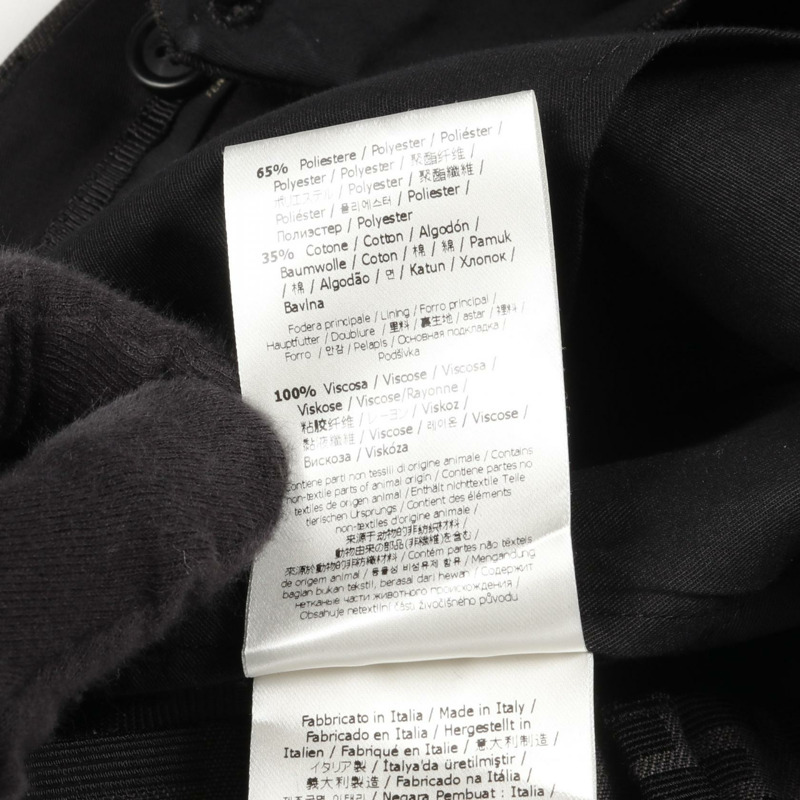 65% Poliestere / Polyester / Poliéster /
Polyester / Polyester / 聚酯纤维 /
ポリエステル / Polyester / 聚酯纖維 /
Poliéster / 폴리에스터 / Poliester /
Полиэстер / Polyester
35% Cotone / Cotton / Algodón /
Baumwolle / Coton / 棉 / 綿 / Pamuk
/ 棉 / Algodão / 면 / Katun / Хлопок /
Bavlna
Fodera principale / Lining / Forro principal /
Hauptfutter / Doublure / 里料 / 裏生地 / astar / 裡料 /
Forro / 안감 / Pelapis / Основная подкладка /
Podšívka
100% Viscosa / Viscose / Viscosa /
Viskose / Viscose/Rayonne /
粘胶纤维 / レーヨン / Viskoz /
黏液纖維 / Viscose / 레이온 / Viscose /
Вискоза / Viskóza
Contiene parti non tessili di origine animale / Contains
non-textile parts of animal origin / Contiene partes no
textiles de origen animal / Enthält nichttextile Teile
tierischen Ursprungs / Contient des éléments
non-textiles d'origine animale /
来源于动物的非纺织材料 /
動物由来の部品(非繊維)を含む /
來源於動物的非紡織材料 / Contém partes não têxteis
de origem animal / 동물성 비섬유제 함유 / Mengandung
bagian bukan tekstil, berasal dari hewan / Содержит
нетканые части животного происхождения /
Obsahuje netextilní části živočišného původu
Fabbricato in Italia / Made in Italy /
Fabricado en Italia / Hergestellt in
Italien / Fabriqué en Italie / 意大利制造 /
イタリア製 / İtalya'da üretilmiştir /
義大利製造 / Fabricado na Itália /
Negara Pembuat : Italia /